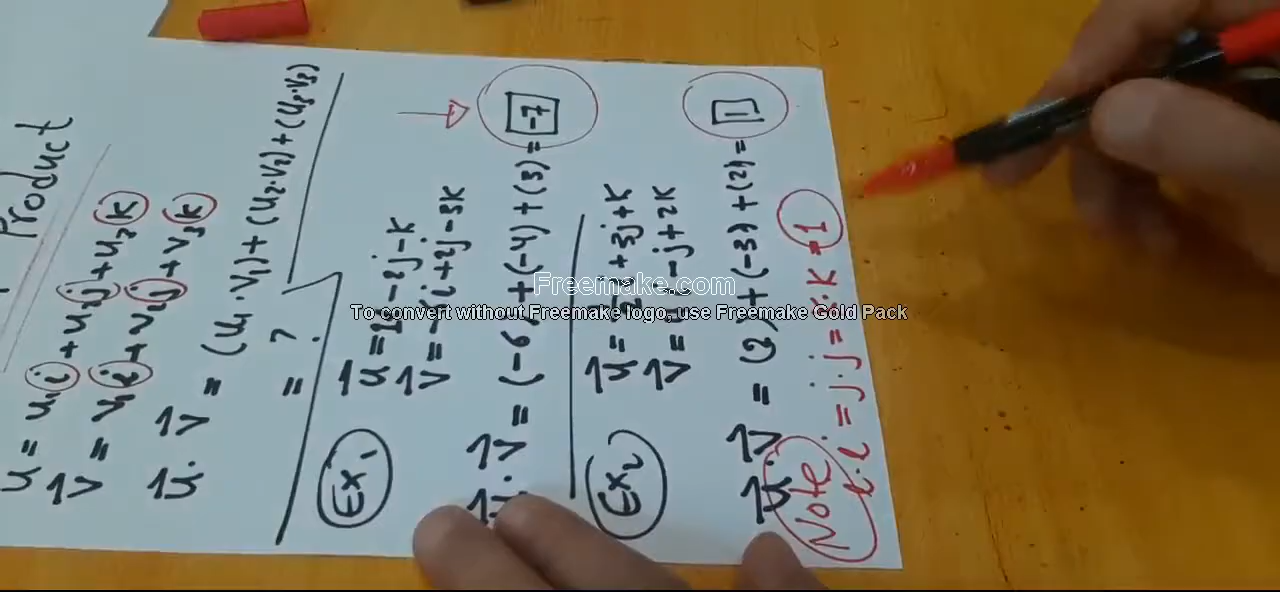 Product
u = u₁i + u₂j + u₃k
v⃗ = v₁i + v₂j + v₃k
u⃗ . v⃗ = (u₁ . v₁) + (u₂ . v₂) + (u₃ . v₃)
= ?
Ex₁
u⃗ = 2i - 2j - k
v⃗ = -3i + 2j - 3k
u⃗ . v⃗ = (-6) + (-4) + (3) = -7
Ex₂
v⃗ = i - j + 2k
u⃗ . v⃗ = (2) + (-3) + (2) = 1
Note
i . i = j . j = k . k = 1
Freemake.com
To convert without Freemake logo, use Freemake Gold Pack